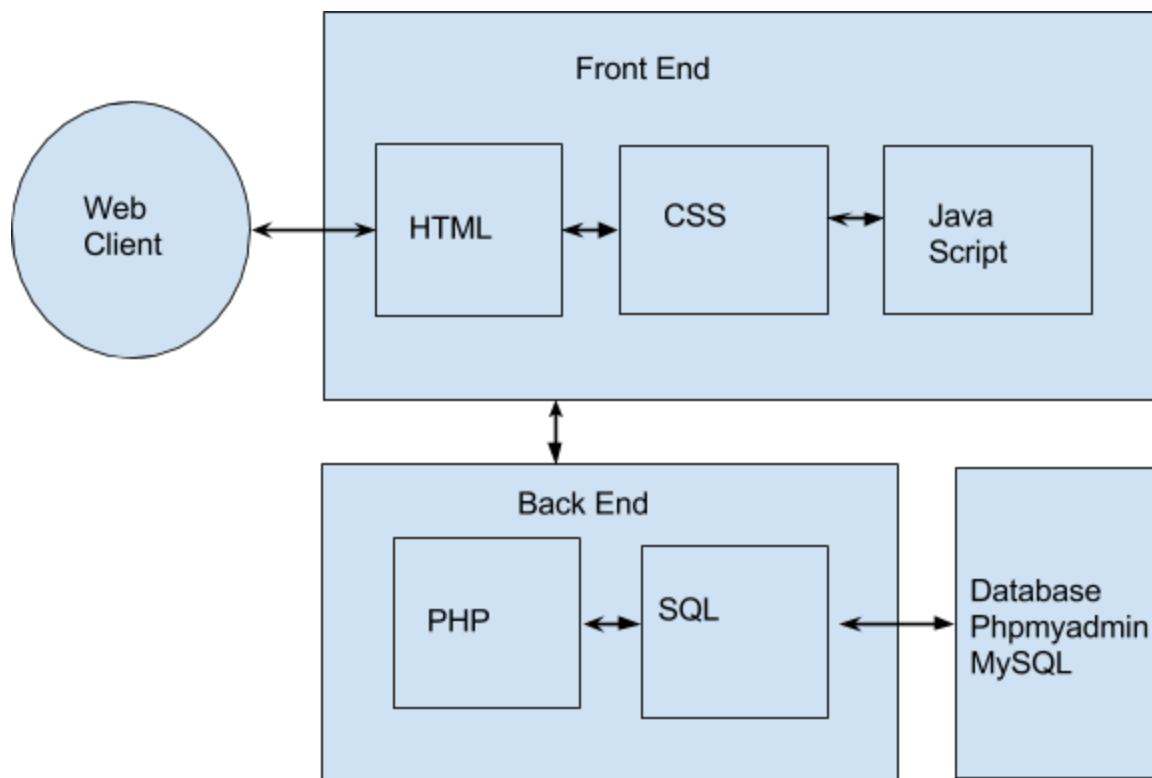 Front End
Web
Client
HTML
CSS
Java
Script
Back End
PHP
SQL
Database
Phpmyadmin
MySQL